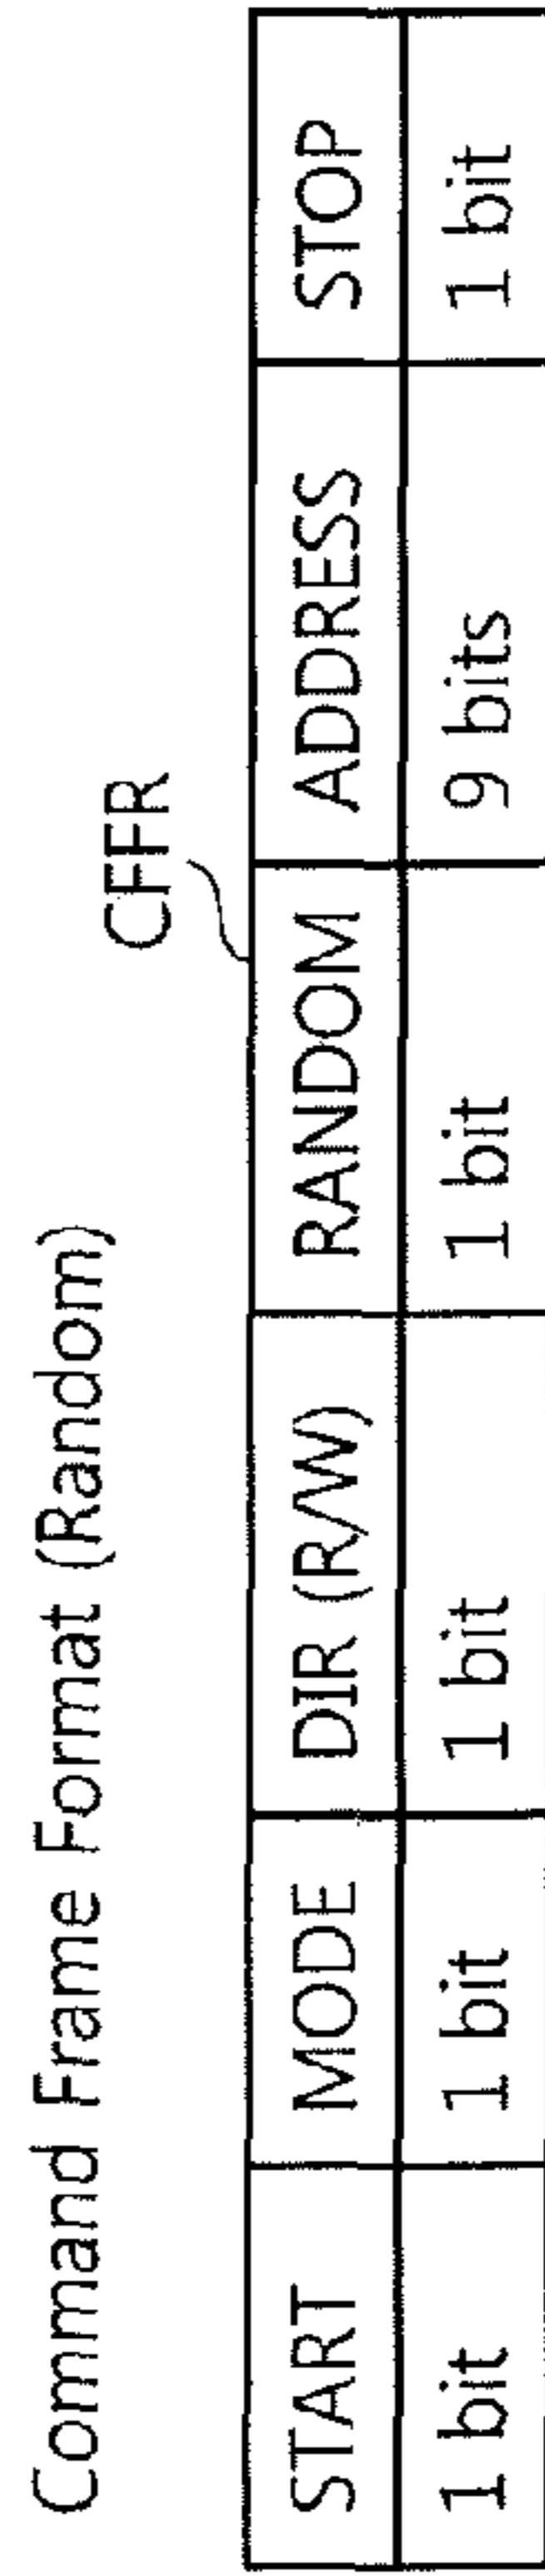 Command Frame Format (Random)
CFFR
START MODE DIR (R/W) RANDOM ADDRESS STOP
1 bit 1 bit 1 bit 1 bit 9 bits 1 bit